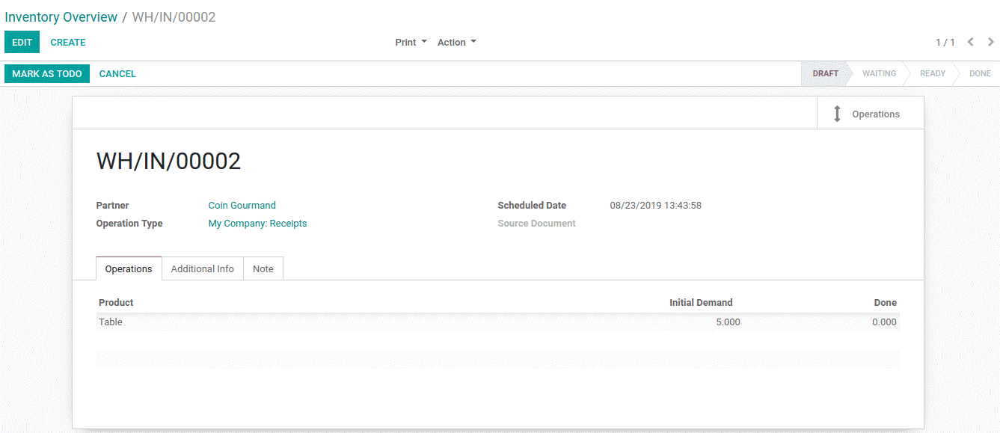 Inventory Overview / WH/IN/00002
EDIT CREATE Print Action 1 / 1
MARK AS TODO CANCEL DRAFT WAITING READY DONE
Operations
WH/IN/00002
Partner Coin Gourmand Scheduled Date 08/23/2019 13:43:58
Operation Type My Company: Receipts Source Document
Operations Additional Info Note
Product Initial Demand Done
Table 5.000 0.000